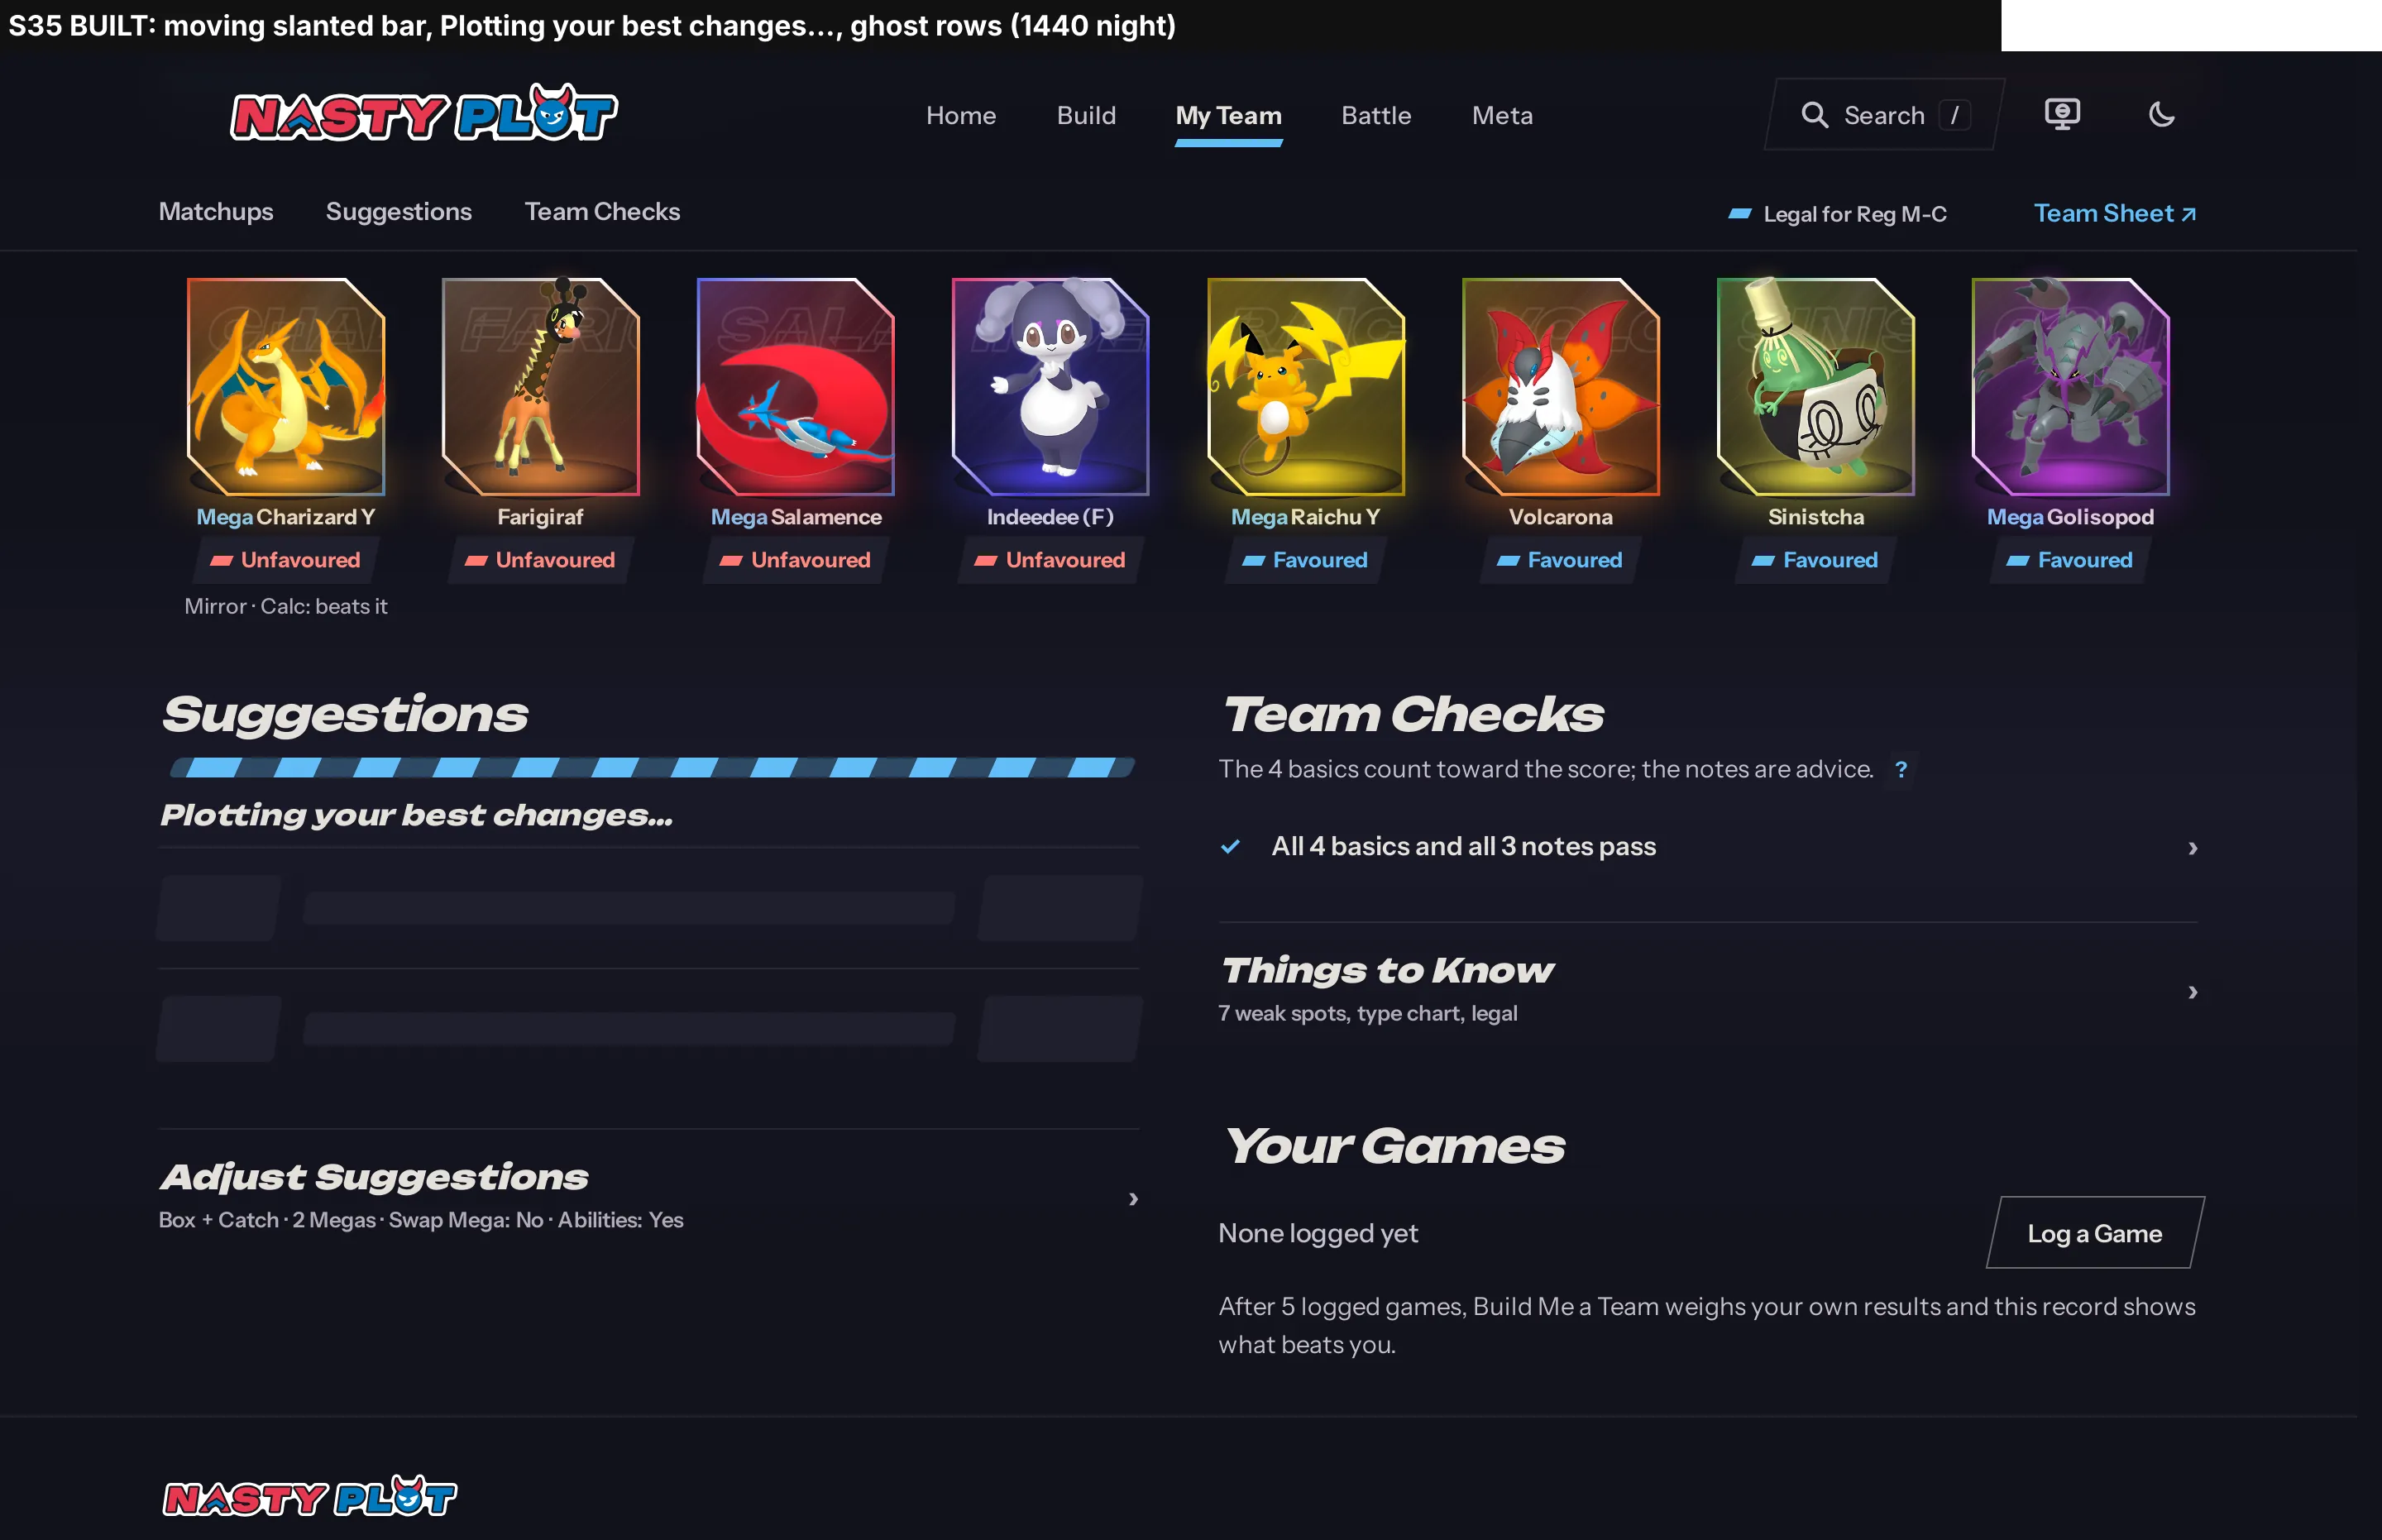 S35 BUILT: moving slanted bar, Plotting your best changes..., ghost rows (1440 night)
NASTY PLOT
Home Build My Team Battle Meta
Search /
Matchups Suggestions Team Checks
Legal for Reg M-C
Team Sheet ↗
Mega Charizard Y
Farigiraf
Mega Salamence
Indeedee (F)
Mega Raichu Y
Volcarona
Sinistcha
Mega Golisopod
Unfavoured
Unfavoured
Unfavoured
Unfavoured
Favoured
Favoured
Favoured
Favoured
Mirror · Calc: beats it
Suggestions
Plotting your best changes...
Adjust Suggestions
Box + Catch · 2 Megas · Swap Mega: No · Abilities: Yes
Team Checks
The 4 basics count toward the score; the notes are advice. ?
All 4 basics and all 3 notes pass
Things to Know
7 weak spots, type chart, legal
Your Games
None logged yet
Log a Game
After 5 logged games, Build Me a Team weighs your own results and this record shows
what beats you.
NASTY PLOT